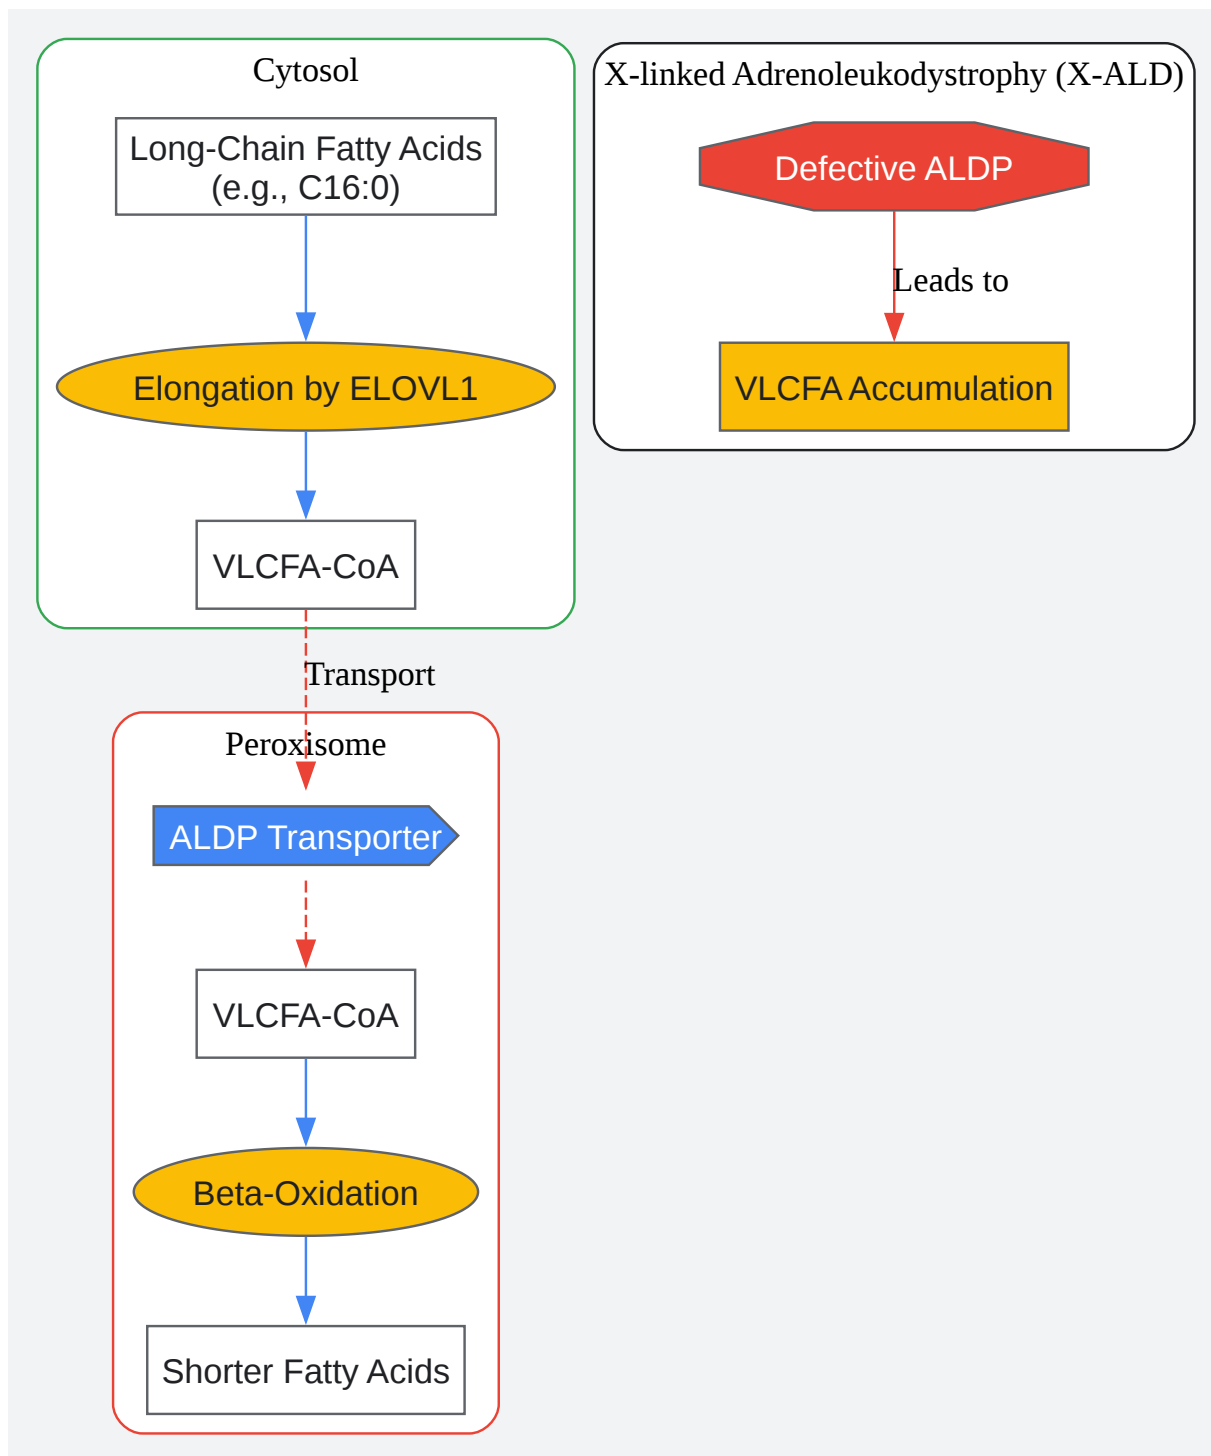 Cytosol
Long-Chain Fatty Acids
(e.g., C16:0)
Elongation by ELOVL1
VLCFA-CoA
Transport
Peroxisome
ALDP Transporter
VLCFA-CoA
Beta-Oxidation
Shorter Fatty Acids
X-linked Adrenoleukodystrophy (X-ALD)
Defective ALDP
Leads to
VLCFA Accumulation